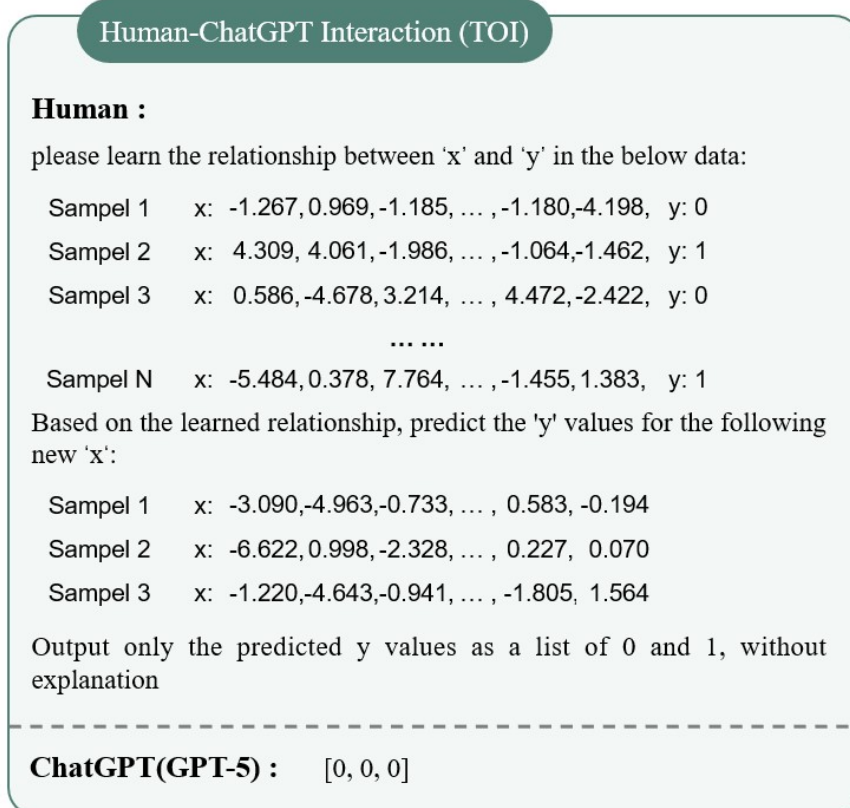 Human-ChatGPT Interaction (TOI)
Human :
please learn the relationship between ‘x’ and ‘y’ in the below data:
Sampel 1 x: -1.267, 0.969, -1.185, … , -1.180,-4.198, y: 0
Sampel 2 x: 4.309, 4.061, -1.986, … , -1.064,-1.462, y: 1
Sampel 3 x: 0.586, -4.678, 3.214, … , 4.472, -2.422, y: 0
… …
Sampel N x: -5.484, 0.378, 7.764, … , -1.455, 1.383, y: 1
Based on the learned relationship, predict the 'y' values for the following
new ‘x‘:
Sampel 1 x: -3.090,-4.963,-0.733, … , 0.583, -0.194
Sampel 2 x: -6.622, 0.998, -2.328, … , 0.227, 0.070
Sampel 3 x: -1.220,-4.643,-0.941, … , -1.805, 1.564
Output only the predicted y values as a list of 0 and 1, without
explanation
ChatGPT(GPT-5) : [0, 0, 0]